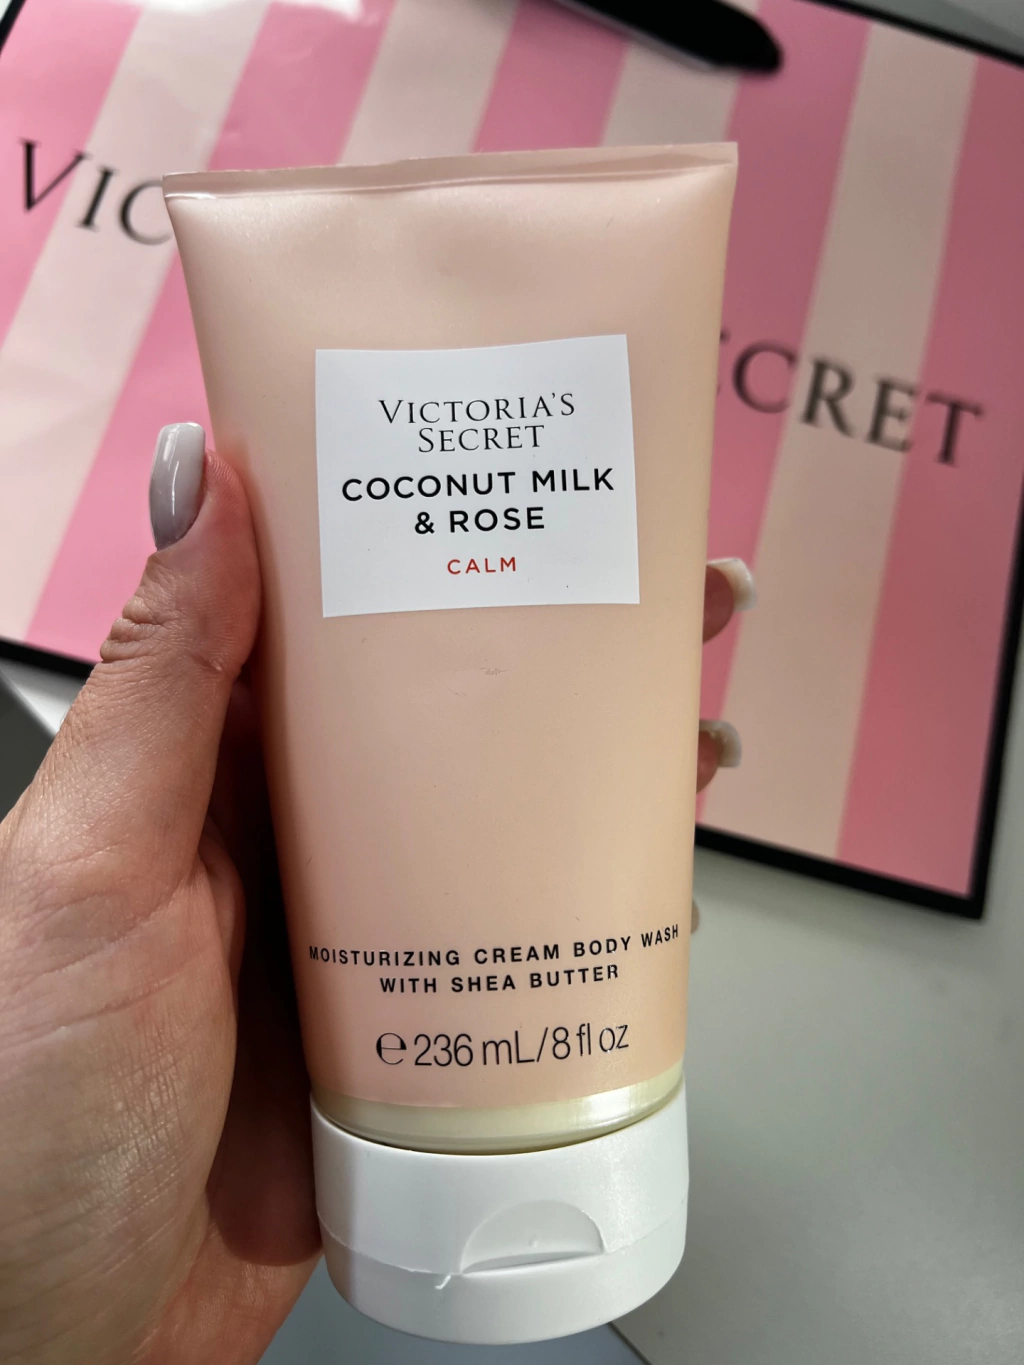 VIC
SECRET
VICTORIA'S
SECRET
COCONUT MILK
& ROSE
CALM
MOISTURIZING CREAM BODY WASH
WITH SHEA BUTTER
℮ 236 mL/8 fl oz